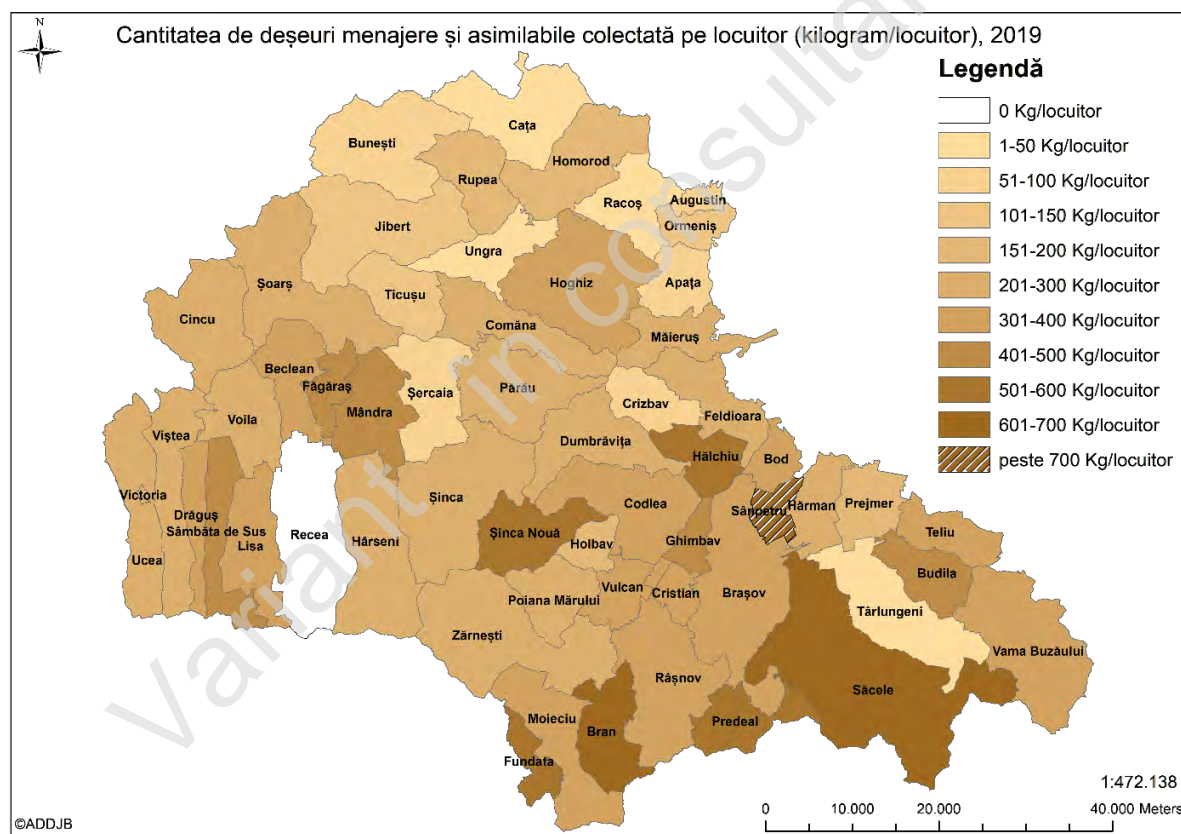 N
Cantitatea de deșeuri menajere și asimilabile colectată pe locuitor (kilogram/locuitor), 2019
Legendă
0 Kg/locuitor
1-50 Kg/locuitor
51-100 Kg/locuitor
101-150 Kg/locuitor
151-200 Kg/locuitor
201-300 Kg/locuitor
301-400 Kg/locuitor
401-500 Kg/locuitor
501-600 Kg/locuitor
601-700 Kg/locuitor
peste 700 Kg/locuitor
Cața
Bunești
Homorod
Rupea
Racoș
Augustin
Ormeniș
Jibert
Ungra
Șoarș
Hoghiz
Apața
Ticușu
Cincu
Comăna
Măieruș
Beclean
Făgăraș
Mândra
Șercaia
Părău
Crizbav
Feldioara
Voila
Viștea
Dumbrăvița
Hălchiu
Bod
Victoria
Drăguș
Sâmbăta de Sus
Lisa
Recea
Hârseni
Șinca
Codlea
Sânpetru
Hărman
Prejmer
Teliu
Șinca Nouă
Holbav
Ghimbav
Ucea
Budila
Vulcan
Cristian
Brașov
Poiana Mărului
Târlungeni
Zărnești
Vama Buzăului
Râșnov
Săcele
Moieciu
Bran
Predeal
Fundata
Variant în consultar
1:472.138
0 10.000 20.000 40.000 Meters
©ADDJB